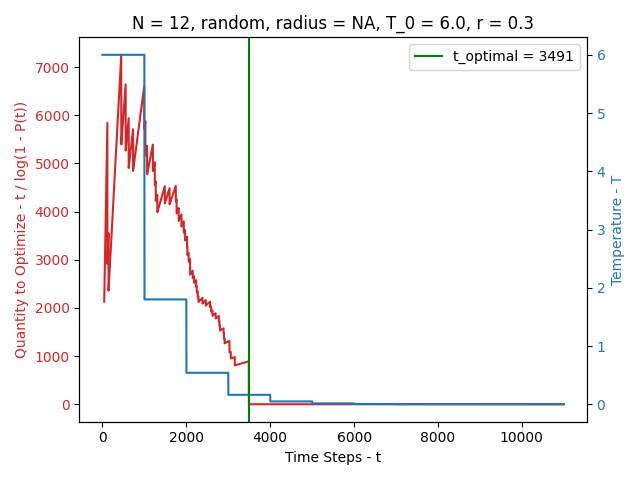 N = 12, random, radius = NA, T_0 = 6.0, r = 0.3
t_optimal = 3491
Quantity to Optimize - t / log(1 - P(t))
7000
6000
5000
4000
3000
2000
1000
0
6
5
4
3
2
1
0
Temperature - T
0 2000 4000 6000 8000 10000
Time Steps - t